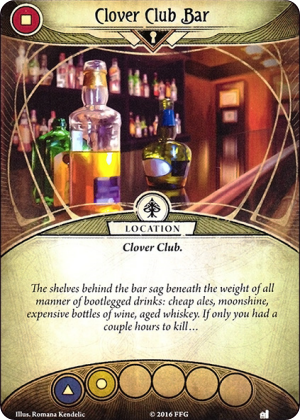 Clover Club Bar
LOCATION
Clover Club.
The shelves behind the bar sag beneath the weight of all
manner of bootlegged drinks: cheap ales, moonshine,
expensive bottles of wine, aged whiskey. If only you had a
couple hours to kill…
Illus. Romana Kendelic
© 2016 FFG